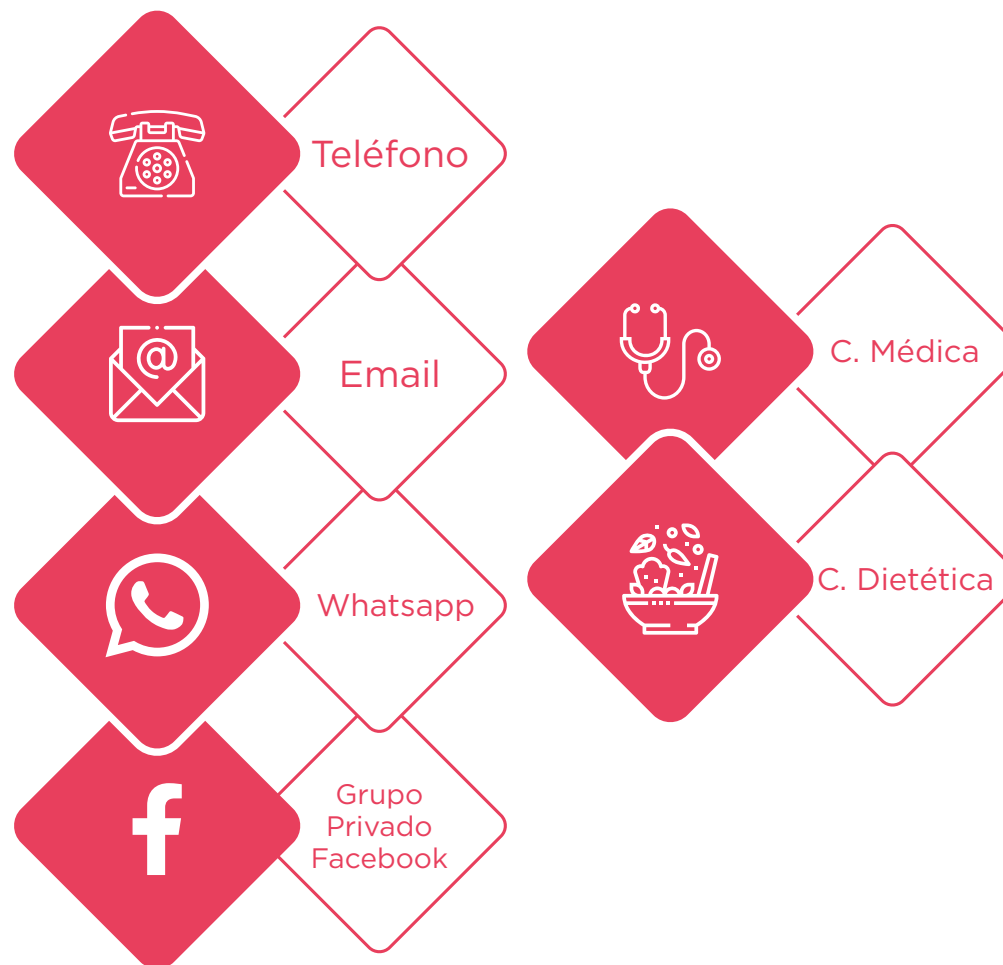 Teléfono
Email
Whatsapp
Grupo
Privado
Facebook
C. Médica
C. Dietética